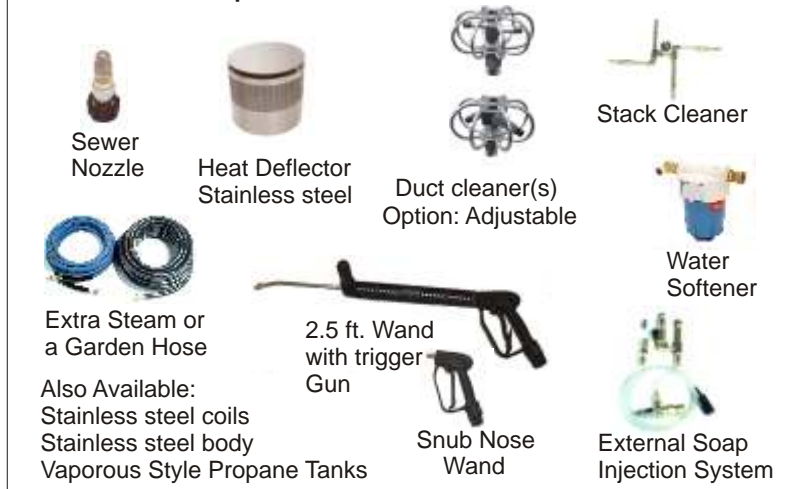 Sewer
Nozzle
Heat Deflector
Stainless steel
Duct cleaner(s)
Option: Adjustable
Stack Cleaner
Water
Softener
Extra Steam or
a Garden Hose
2.5 ft. Wand
with trigger
Gun
Snub Nose
Wand
External Soap
Injection System
Also Available:
Stainless steel coils
Stainless steel body
Vaporous Style Propane Tanks